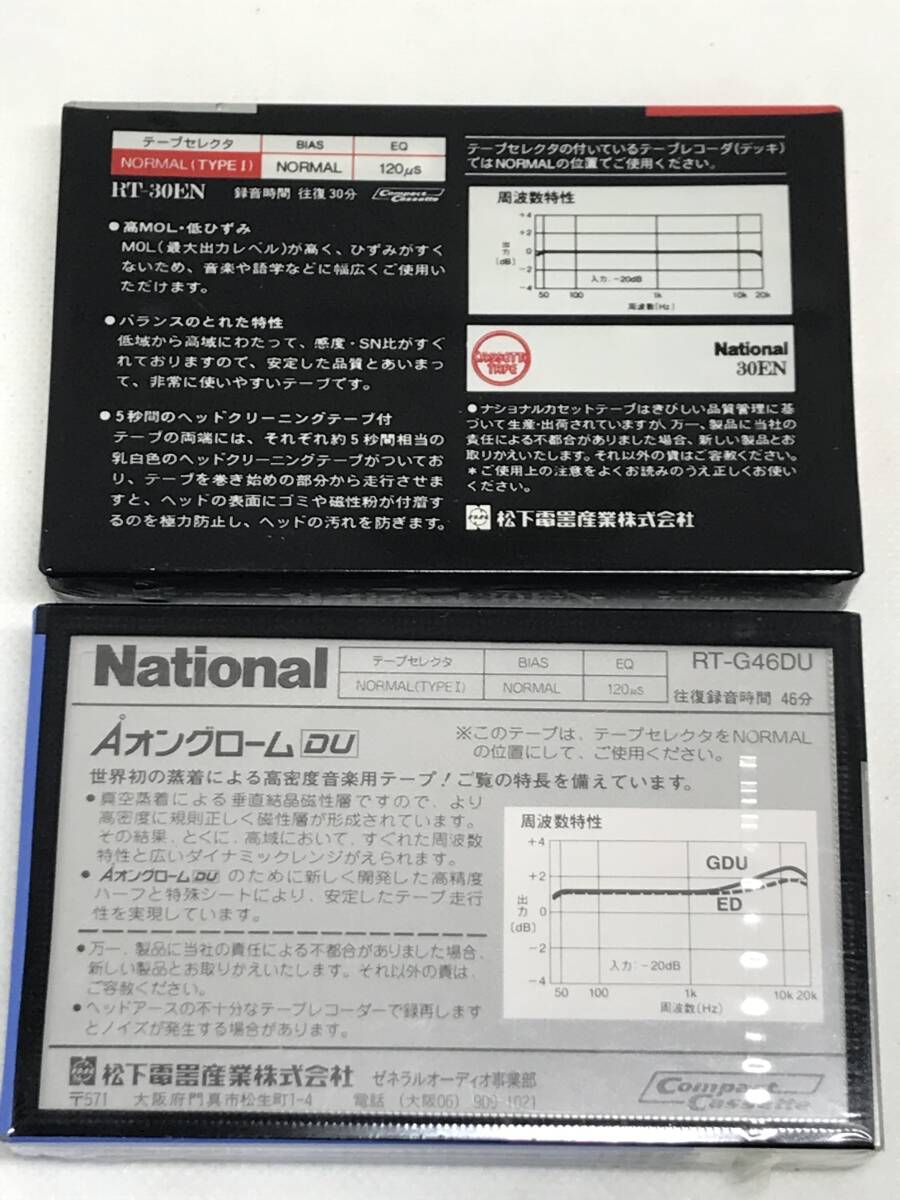 テープセレクタ BIAS EQ
NORMAL(TYPE I) NORMAL 120μs
RT-30EN 録音時間 往復30分 Compact Cassette
●高MOL・低ひずみ
MOL(最大出力レベル)が高く、ひずみがすく
ないため、音楽や語学などに幅広くご使用い
ただけます。
●バランスのとれた特性
低域から高域にわたって、感度・SN比がすぐ
れておりますので、安定した品質とあいまっ
て、非常に使いやすいテープです。
●5秒間のヘッドクリーニングテープ付
テープの両端には、それぞれ約5秒間相当の
乳白色のヘッドクリーニングテープがついてお
り、テープを巻き始めの部分から走行させま
すと、ヘッドの表面にゴミや磁性粉が付着す
るのを極力防止し、ヘッドの汚れを防ぎます。
テープセレクタの付いているテープレコーダ(デッキ)
ではNORMALの位置でご使用ください。
周波数特性
+4
+2
0
-2
-4
出力
[dB]
入力:-20dB
50 100 1k 10k 20k
周波数(Hz)
CASSETTE TAPE
National
30EN
●ナショナルカセットテープはきびしい品質管理に基
づいて生産・出荷されていますが、万一、製品に当社の
責任による不都合がありました場合、新しい製品とお
取りかえいたします。それ以外の責はご容赦ください。
*ご使用上の注意をよくお読みのうえ正しくお使い
ください。
松下電器産業株式会社
National
テープセレクタ BIAS EQ
NORMAL(TYPE I) NORMAL 120μs
RT-G46DU
往復録音時間 46分
Åオングローム DU
※このテープは、テープセレクタをNORMAL
の位置にして、ご使用ください。
世界初の蒸着による高密度音楽用テープ!ご覧の特長を備えています。
●真空蒸着による垂直結晶磁性層ですので、より
高密度に規則正しく磁性層が形成されています。
その結果、とくに、高域において、すぐれた周波数
特性と広いダイナミックレンジがえられます。
●Åオングローム DU のために新しく開発した高精度
ハーフと特殊シートにより、安定したテープ走行
性を実現しています。
●万一、製品に当社の責任による不都合がありました場合、
新しい製品とお取りかえいたします。それ以外の責は、
ご容赦ください。
●ヘッドアースの不十分なテープレコーダーで録再します
とノイズが発生する場合があります。
周波数特性
+4
+2
0
-2
-4
出力
[dB]
GDU
ED
入力:-20dB
50 100 1k 10k 20k
周波数(Hz)
松下電器産業株式会社 ゼネラルオーディオ事業部
〒571 大阪府門真市松生町1-4 電話 (大阪06) 909-1021
Compact Cassette